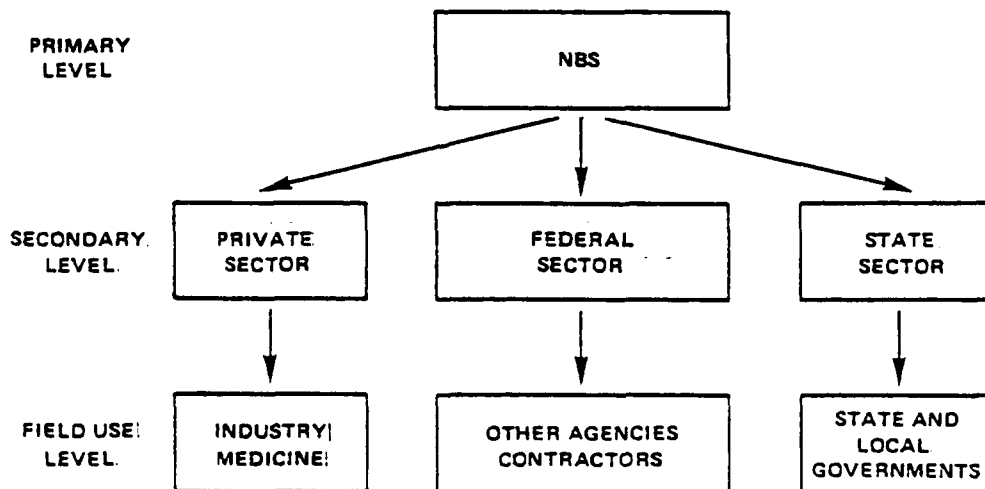 PRIMARY
LEVEL
NBS
SECONDARY
LEVEL
PRIVATE
SECTOR
FEDERAL
SECTOR
STATE
SECTOR
FIELD USE
LEVEL
INDUSTRY
MEDICINE
OTHER AGENCIES
CONTRACTORS
STATE AND
LOCAL
GOVERNMENTS